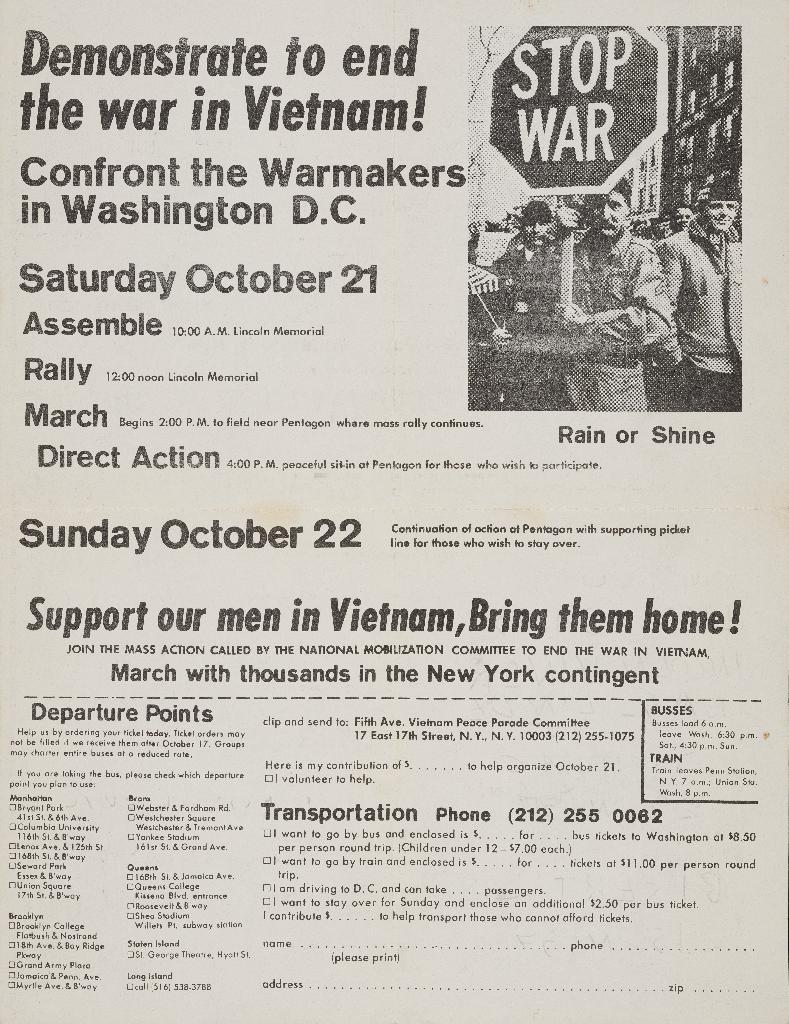 Demonstrate to end
the war in Vietnam!
STOP
WAR
Confront the Warmakers
in Washington D.C.
Saturday October 21
Assemble 10:00 A.M. Lincoln Memorial
Rally 12:00 noon Lincoln Memorial
March Begins 2:00 P.M. to field near Pentagon where mass rally continues.
Rain or Shine
Direct Action 4:00 P.M. peaceful sit-in at Pentagon for those who wish to participate.
Sunday October 22
Continuation of action at Pentagon with supporting picket
line for those who wish to stay over.
Support our men in Vietnam, Bring them home!
JOIN THE MASS ACTION CALLED BY THE NATIONAL MOBILIZATION COMMITTEE TO END THE WAR IN VIETNAM,
March with thousands in the New York contingent
Departure Points
Help us by ordering your ticket today. Ticket orders may
not be filled if we receive them after October 17. Groups
may charter entire buses at a reduced rate.
If you are taking the bus, please check which departure
point you plan to use:
Manhattan
☐Bryant Park
41st St. & 6th Ave.
☐Columbia University
116th St. & B'way
☐Lenox Ave. & 125th St
☐168th St. & B'way
☐Seward Park
Essex & B'way
☐Union Square
17th St. & B'way
Brooklyn
☐Brooklyn College
Flatbush & Nostrand
☐18th Ave. & Bay Ridge
Pkway
☐Grand Army Plaza
☐Jamaica & Penn. Ave.
☐Myrtle Ave. & B'way
Bronx
☐Webster & Fordham Rd.
☐Westchester Square
Westchester & Tremont Ave
☐Yankee Stadium
161st St. & Grand Ave.
Queens
☐168th St. & Jamaica Ave.
☐Queens College
Kissena Blvd. entrance
☐Roosevelt & B'way
☐Shea Stadium
Willets Pt. subway station
Staten Island
☐St. George Theatre, Hyatt St.
Long island
☐call (516) 538-3788
clip and send to: Fifth Ave. Vietnam Peace Parade Committee
17 East 17th Street, N.Y., N.Y. 10003 (212) 255-1075
Here is my contribution of $ . . . . . . . to help organize October 21.
☐I volunteer to help.
BUSSES
Busses load 6 a.m.
leave Wash. 6:30 p.m.
Sat., 4:30 p.m. Sun.
TRAIN
Train leaves Penn Station,
N.Y. 7 a.m.; Union Sta.
Wash. 8 p.m.
Transportation Phone (212) 255 0062
☐I want to go by bus and enclosed is $. . . . . for . . . . bus tickets to Washington at $8.50
per person round trip. (Children under 12—$7.00 each.)
☐I want to go by train and enclosed is $. . . . . for . . . . tickets at $11.00 per person round
trip.
☐I am driving to D.C. and can take . . . . passengers.
☐I want to stay over for Sunday and enclose an additional $2.50 per bus ticket.
I contribute $. . . . . . to help transport those who cannot afford tickets.
name . . . . . . . . . . . . . . . . . . . . . . . . . . . . . . . . phone . . . . . . . . . . . . . . . . . .
(please print)
address . . . . . . . . . . . . . . . . . . . . . . . . . . . . . . . . . . . . . . . . . . . zip . . . . . . . .